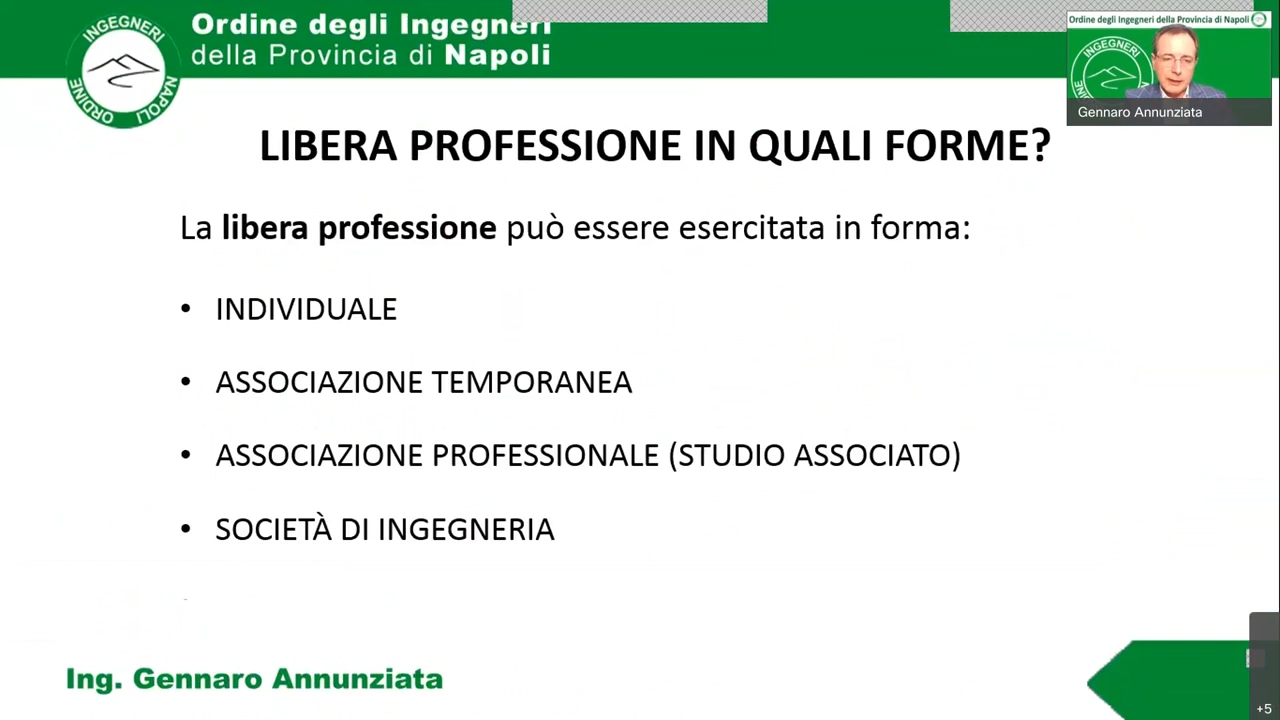 Ordine degli Ingegneri
della Provincia di Napoli
INGEGNERI
ORDINE
NAPOLI
Ordine degli Ingegneri della Provincia di Napoli
INGEGNERI
Gennaro Annunziata
LIBERA PROFESSIONE IN QUALI FORME?
La libera professione può essere esercitata in forma:
• INDIVIDUALE
• ASSOCIAZIONE TEMPORANEA
• ASSOCIAZIONE PROFESSIONALE (STUDIO ASSOCIATO)
• SOCIETÀ DI INGEGNERIA
Ing. Gennaro Annunziata
+5